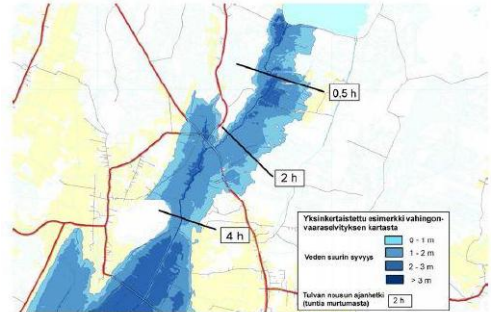 0,5 h
2 h
4 h
Yksinkertaistettu esimerkki vahingon-
vaaraselvityksen kartasta
Veden suurin syvyys
0 - 1 m
1 - 2 m
2 - 3 m
> 3 m
Tulvan nousun ajanhetki
(tuntia murtumasta)
2 h